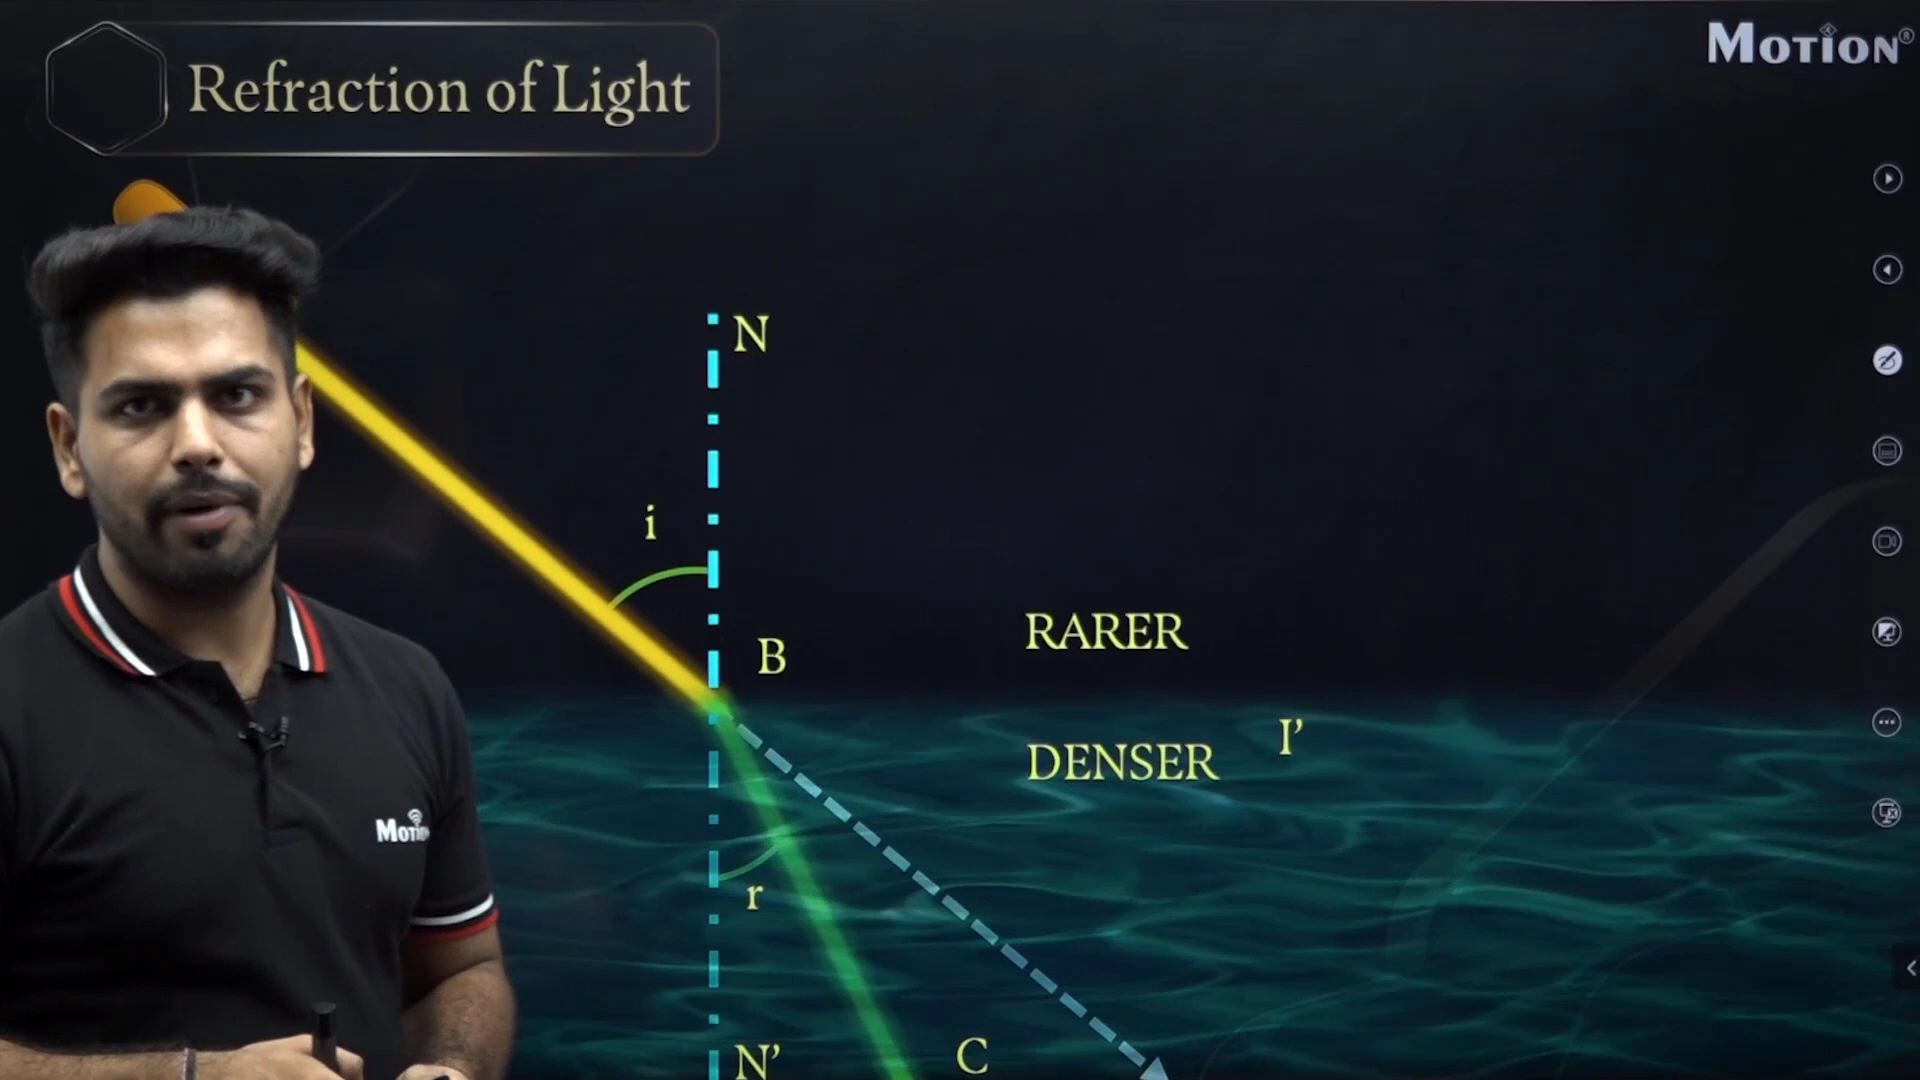 Refraction of Light
MOTION®
N
i
B
RARER
I’
DENSER
r
N’
C
MOTION